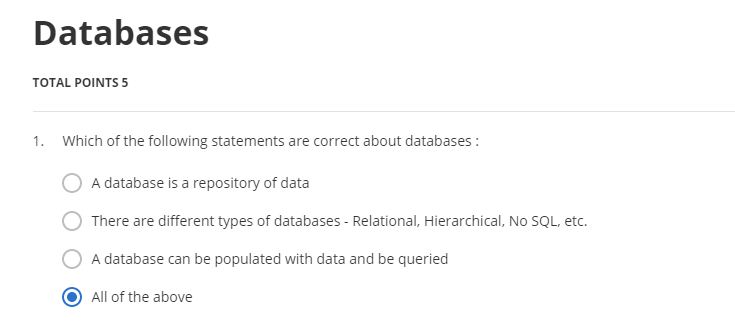 Databases
TOTAL POINTS 5
1. Which of the following statements are correct about databases :
A database is a repository of data
There are different types of databases - Relational, Hierarchical, No SQL, etc.
A database can be populated with data and be queried
All of the above